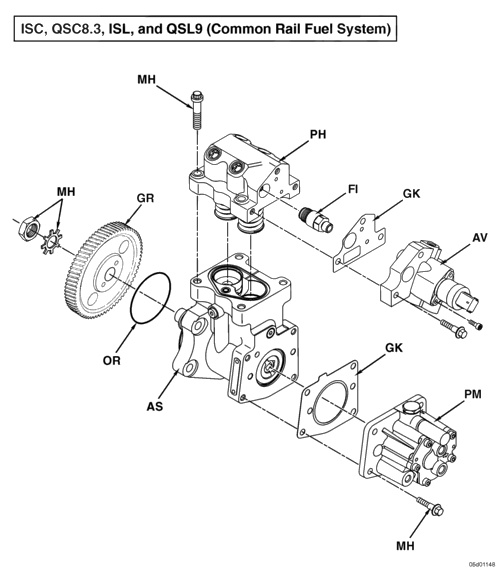 ISC, QSC8.3, ISL, and QSL9 (Common Rail Fuel System)
MH
PH
FI
GK
MH
GR
AV
OR
GK
AS
PM
MH
05d01148